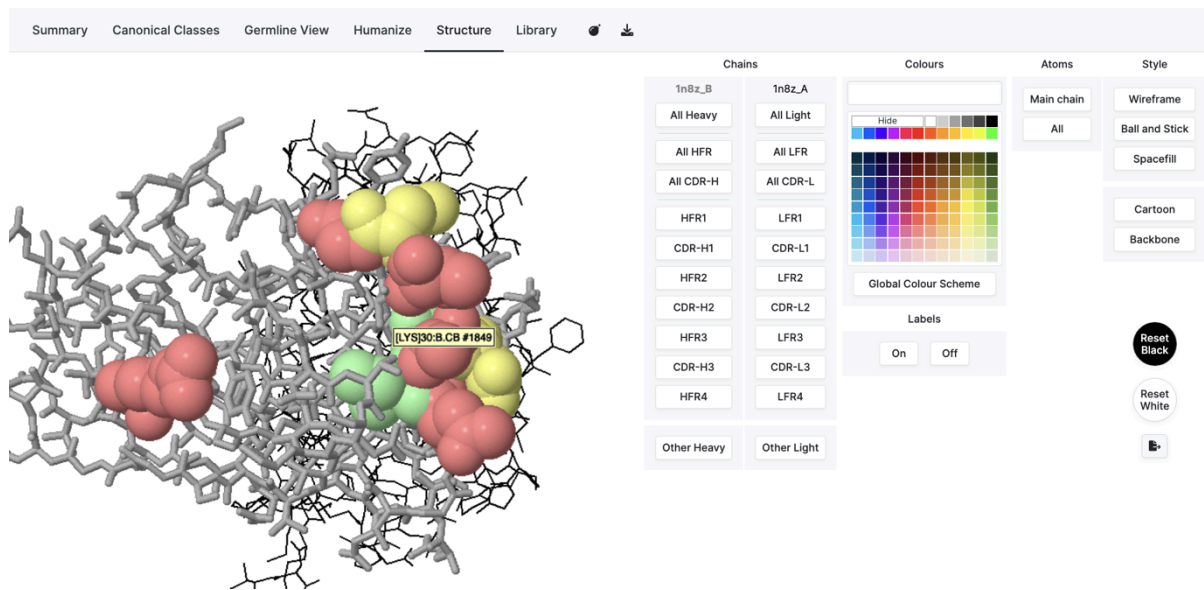 Summary Canonical Classes Germline View Humanize Structure Library
[LYS]30:B.CB #1849
Chains
1n8z_B 1n8z_A
All Heavy All Light
All HFR All LFR
All CDR-H All CDR-L
HFR1 LFR1
CDR-H1 CDR-L1
HFR2 LFR2
CDR-H2 CDR-L2
HFR3 LFR3
CDR-H3 CDR-L3
HFR4 LFR4
Other Heavy Other Light
Colours
Hide
Global Colour Scheme
Labels
On Off
Atoms
Main chain
All
Style
Wireframe
Ball and Stick
Spacefill
Cartoon
Backbone
Reset
Black
Reset
White